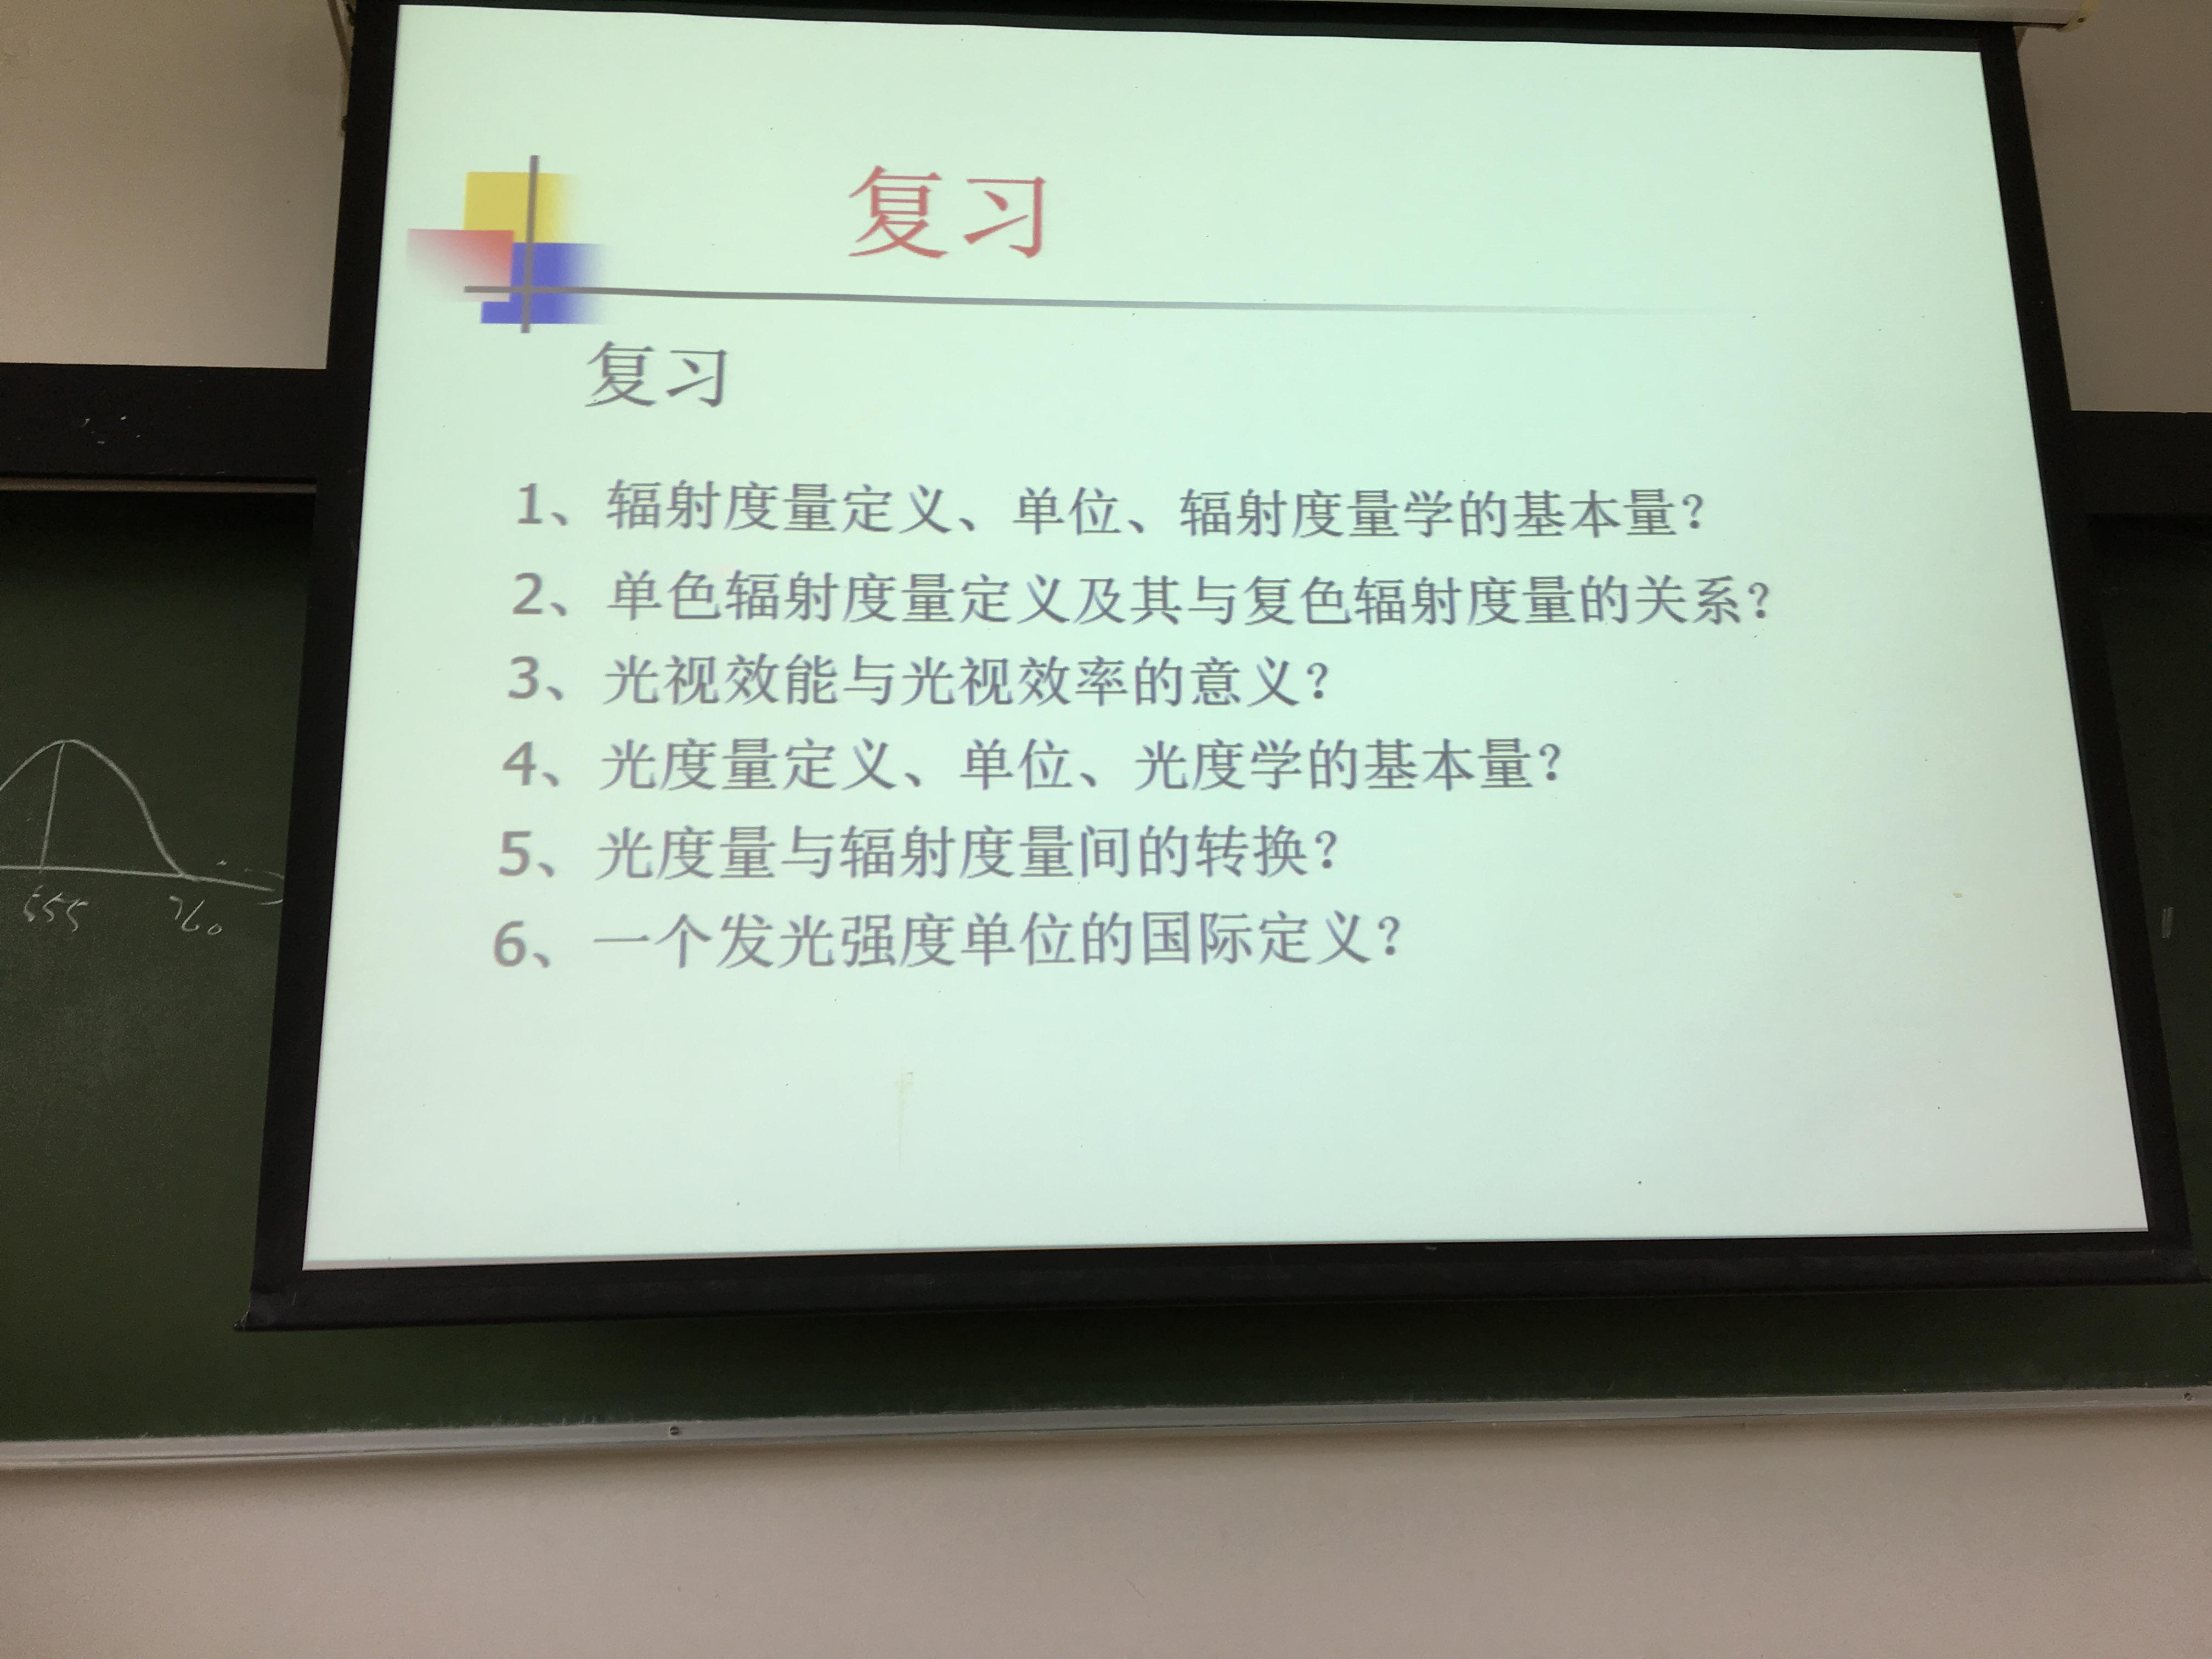 复习
复习
1、辐射度量定义、单位、辐射度量学的基本量？
2、单色辐射度量定义及其与复色辐射度量的关系？
3、光视效能与光视效率的意义？
4、光度量定义、单位、光度学的基本量？
5、光度量与辐射度量间的转换？
6、一个发光强度单位的国际定义？
555 760